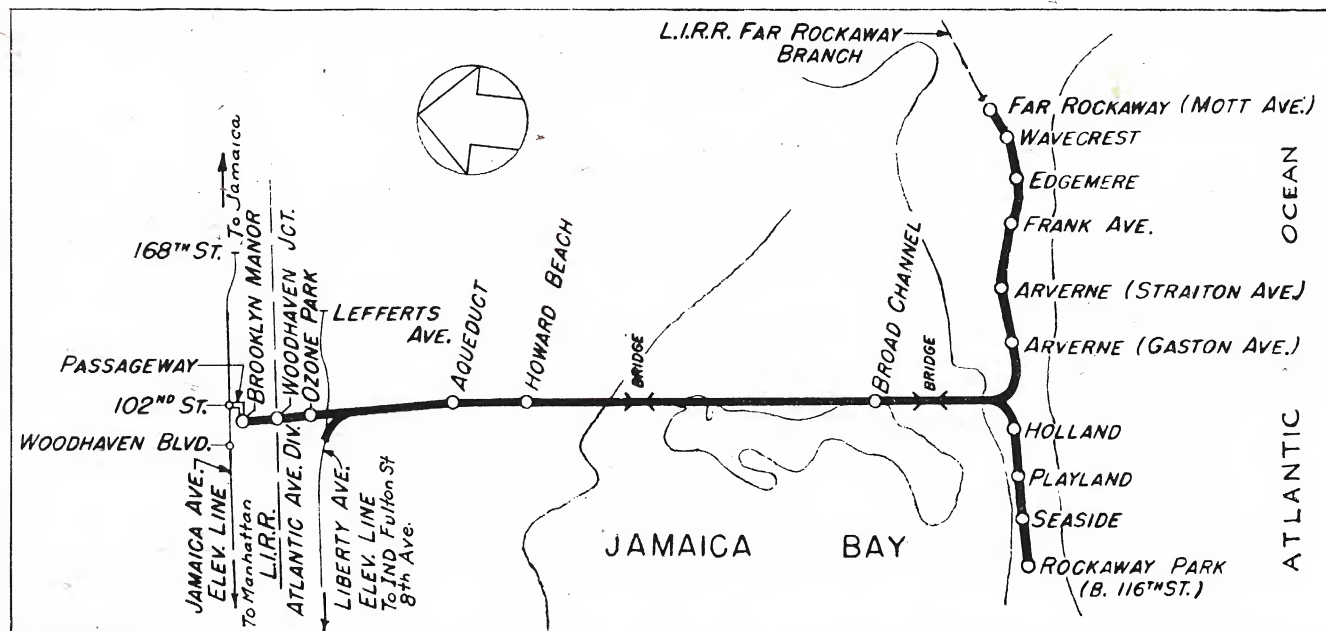 L.I.R.R. FAR ROCKAWAY
BRANCH
FAR ROCKAWAY (MOTT AVE.)
WAVECREST
EDGEMERE
FRANK AVE.
ARVERNE (STRAITON AVE.)
ARVERNE (GASTON AVE.)
HOLLAND
PLAYLAND
SEASIDE
ROCKAWAY PARK
(B. 116TH ST.)
ATLANTIC OCEAN
To Jamaica
168TH ST.
BROOKLYN MANOR
WOODHAVEN JCT.
OZONE PARK
LEFFERTS
AVE.
AQUEDUCT
HOWARD BEACH
BRIDGE
BROAD CHANNEL
BRIDGE
PASSAGEWAY
102ND ST.
WOODHAVEN BLVD.
JAMAICA AVE.
ELEV. LINE
To Manhattan
L.I.R.R.
ATLANTIC AVE. DIV.
LIBERTY AVE.
ELEV. LINE
To IND Fulton St
8th Ave.
JAMAICA BAY